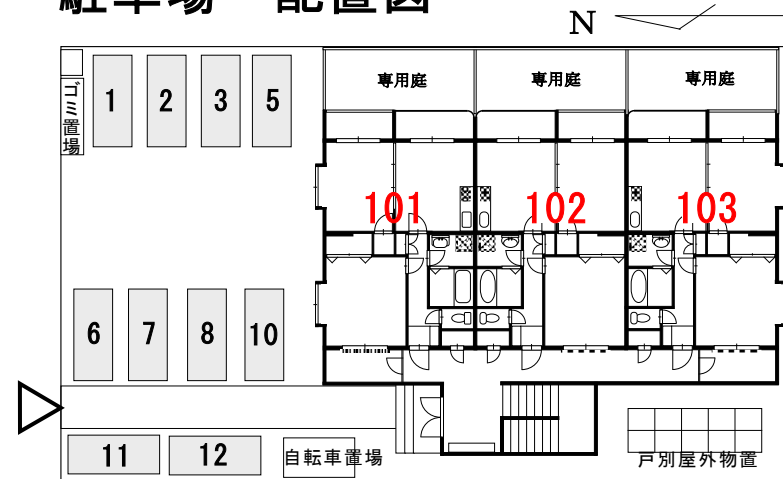 駐車場 配置図
N
ゴミ置場
1 2 3 5
専用庭 専用庭 専用庭
101 102 103
6 7 8 10
11 12
自転車置場
戸別屋外物置